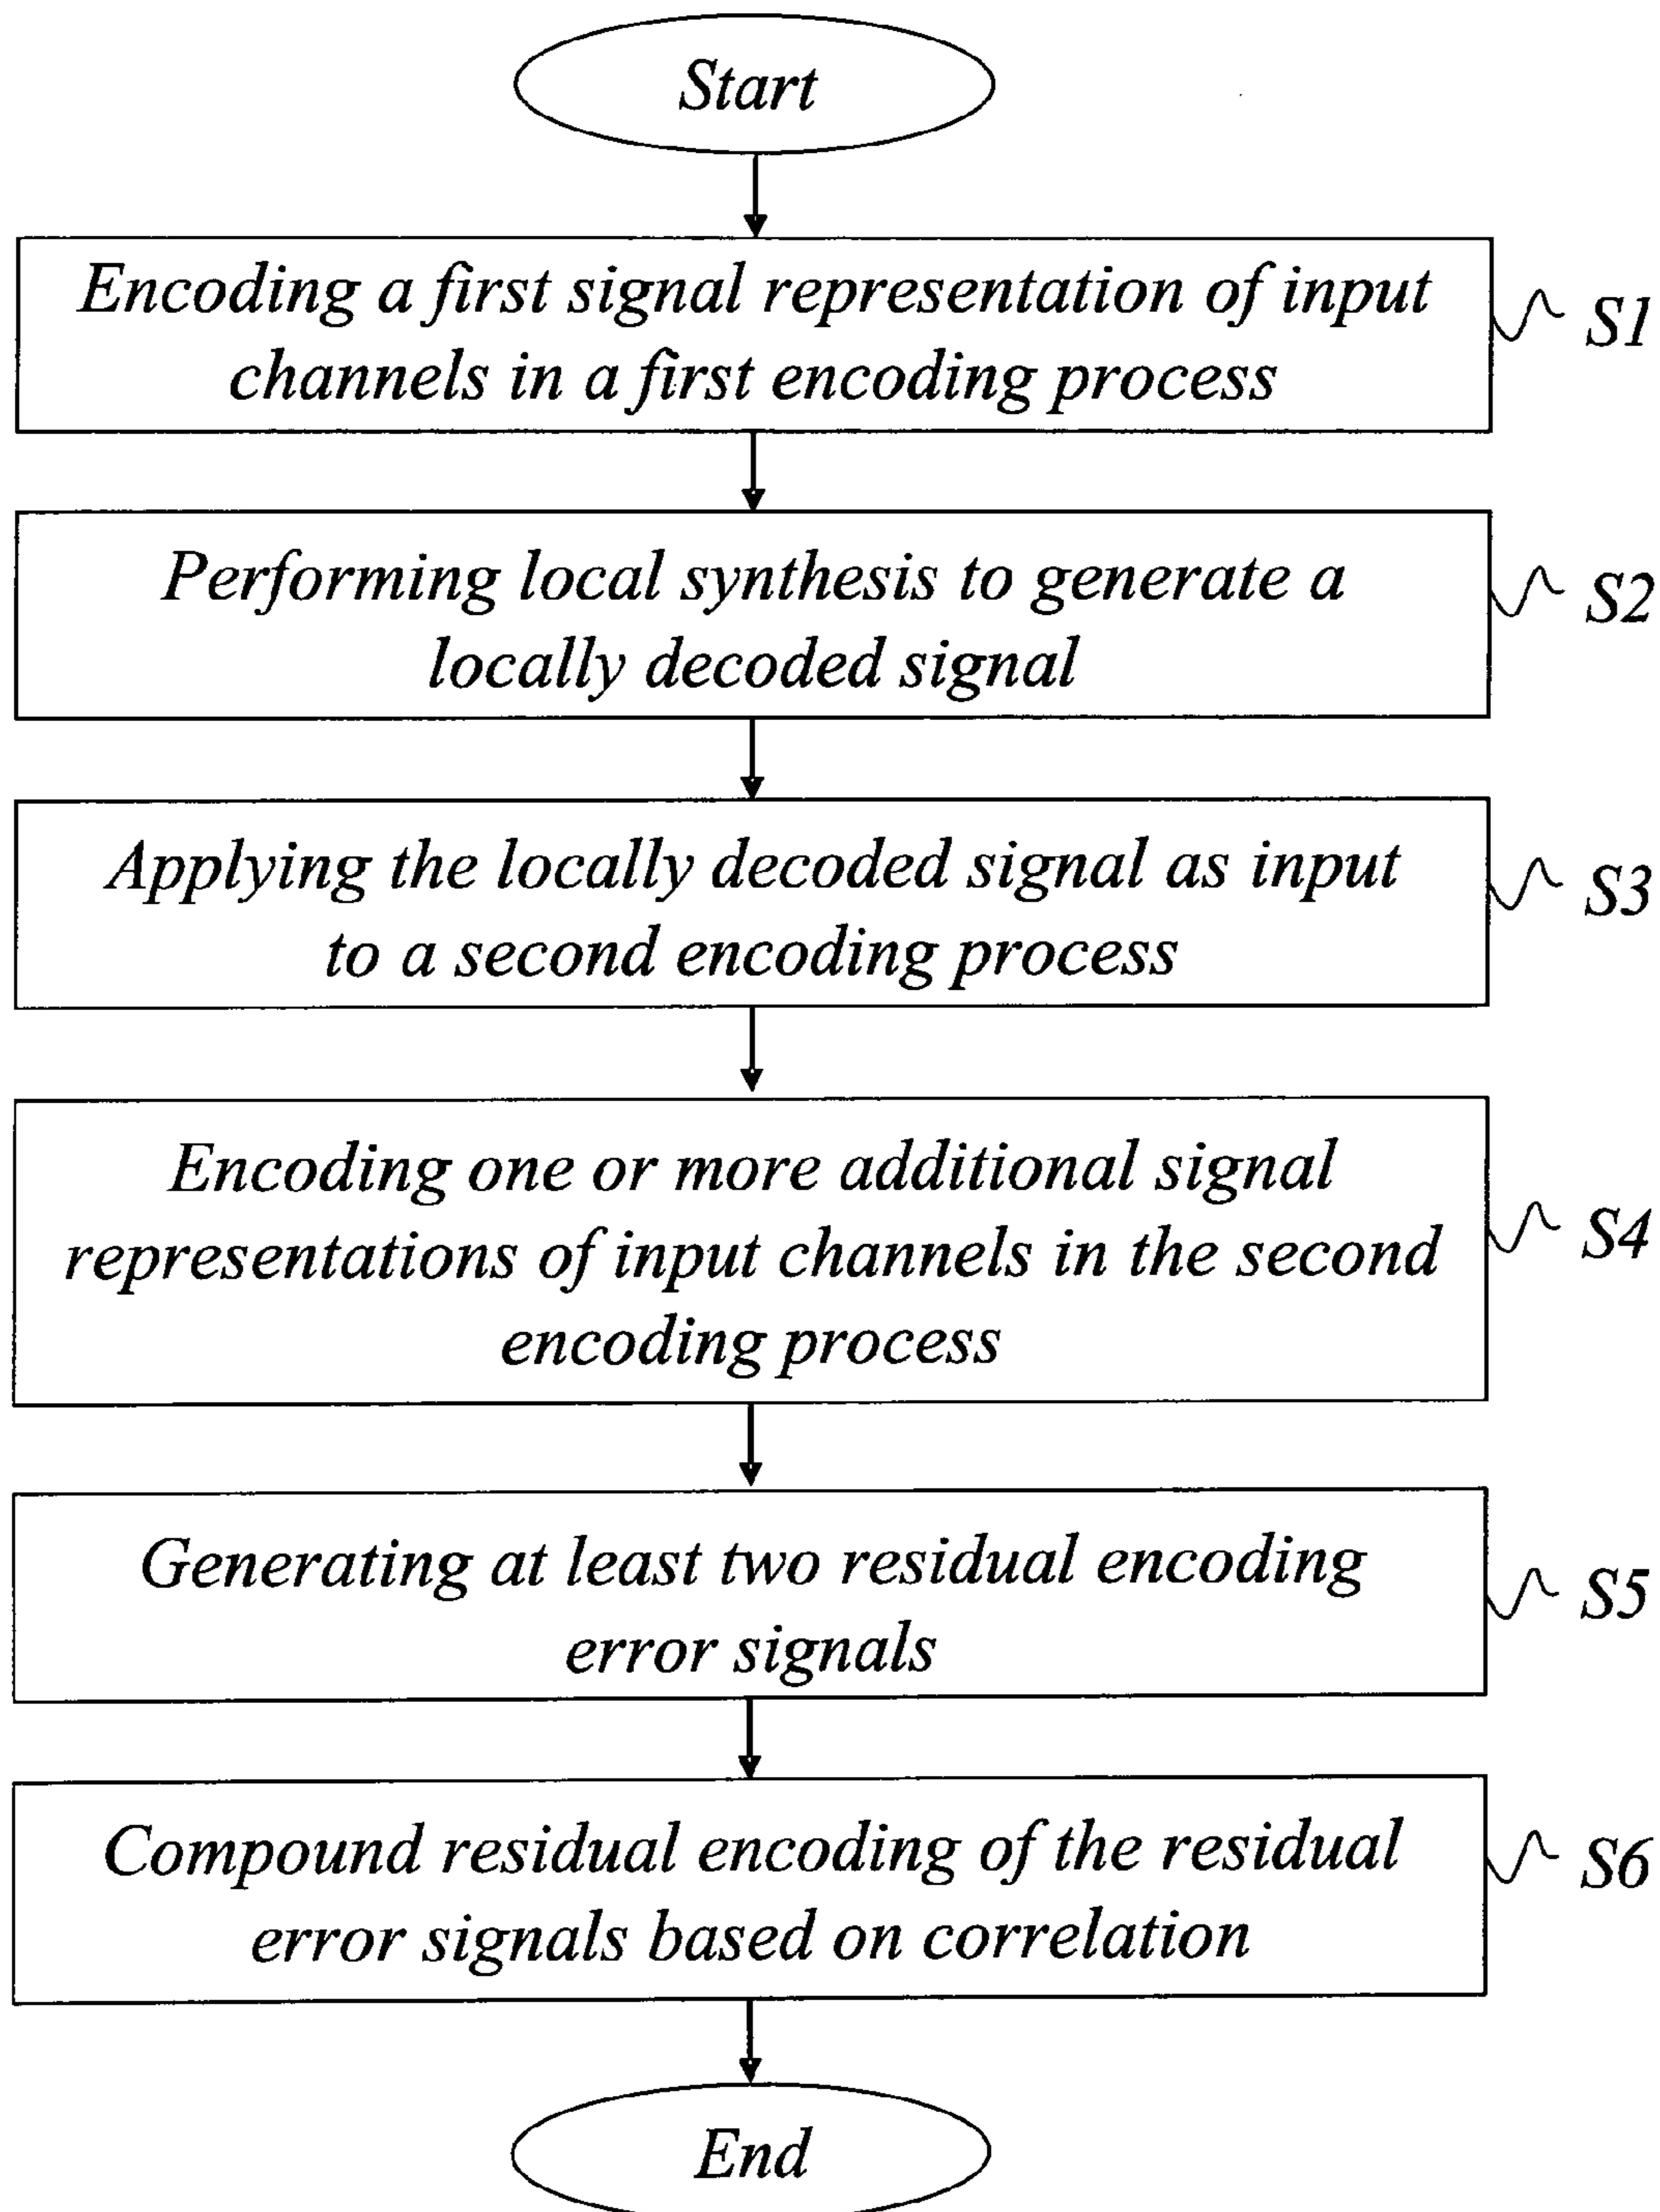 Start
Encoding a first signal representation of input
channels in a first encoding process
S1
Performing local synthesis to generate a
locally decoded signal
S2
Applying the locally decoded signal as input
to a second encoding process
S3
Encoding one or more additional signal
representations of input channels in the second
encoding process
S4
Generating at least two residual encoding
error signals
S5
Compound residual encoding of the residual
error signals based on correlation
S6
End